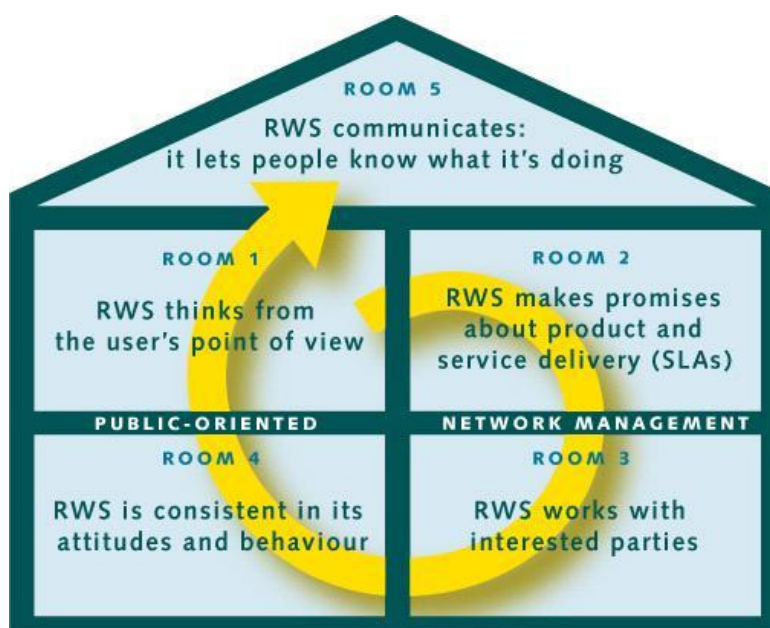 ROOM 5
RWS communicates:
it lets people know what it's doing
ROOM 1
RWS thinks from
the user's point of view
ROOM 2
RWS makes promises
about product and
service delivery (SLAs)
PUBLIC-ORIENTED
NETWORK MANAGEMENT
ROOM 4
RWS is consistent in its
attitudes and behaviour
ROOM 3
RWS works with
interested parties